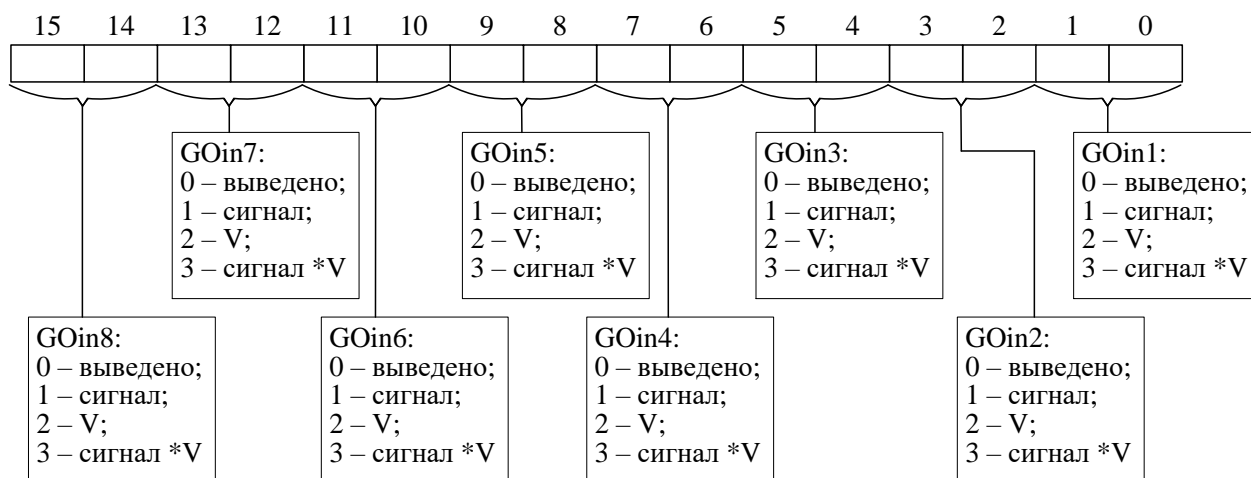 15 14 13 12 11 10 9 8 7 6 5 4 3 2 1 0
GOin7:
0 – выведено;
1 – сигнал;
2 – V;
3 – сигнал *V
GOin5:
0 – выведено;
1 – сигнал;
2 – V;
3 – сигнал *V
GOin3:
0 – выведено;
1 – сигнал;
2 – V;
3 – сигнал *V
GOin1:
0 – выведено;
1 – сигнал;
2 – V;
3 – сигнал *V
GOin8:
0 – выведено;
1 – сигнал;
2 – V;
3 – сигнал *V
GOin6:
0 – выведено;
1 – сигнал;
2 – V;
3 – сигнал *V
GOin4:
0 – выведено;
1 – сигнал;
2 – V;
3 – сигнал *V
GOin2:
0 – выведено;
1 – сигнал;
2 – V;
3 – сигнал *V